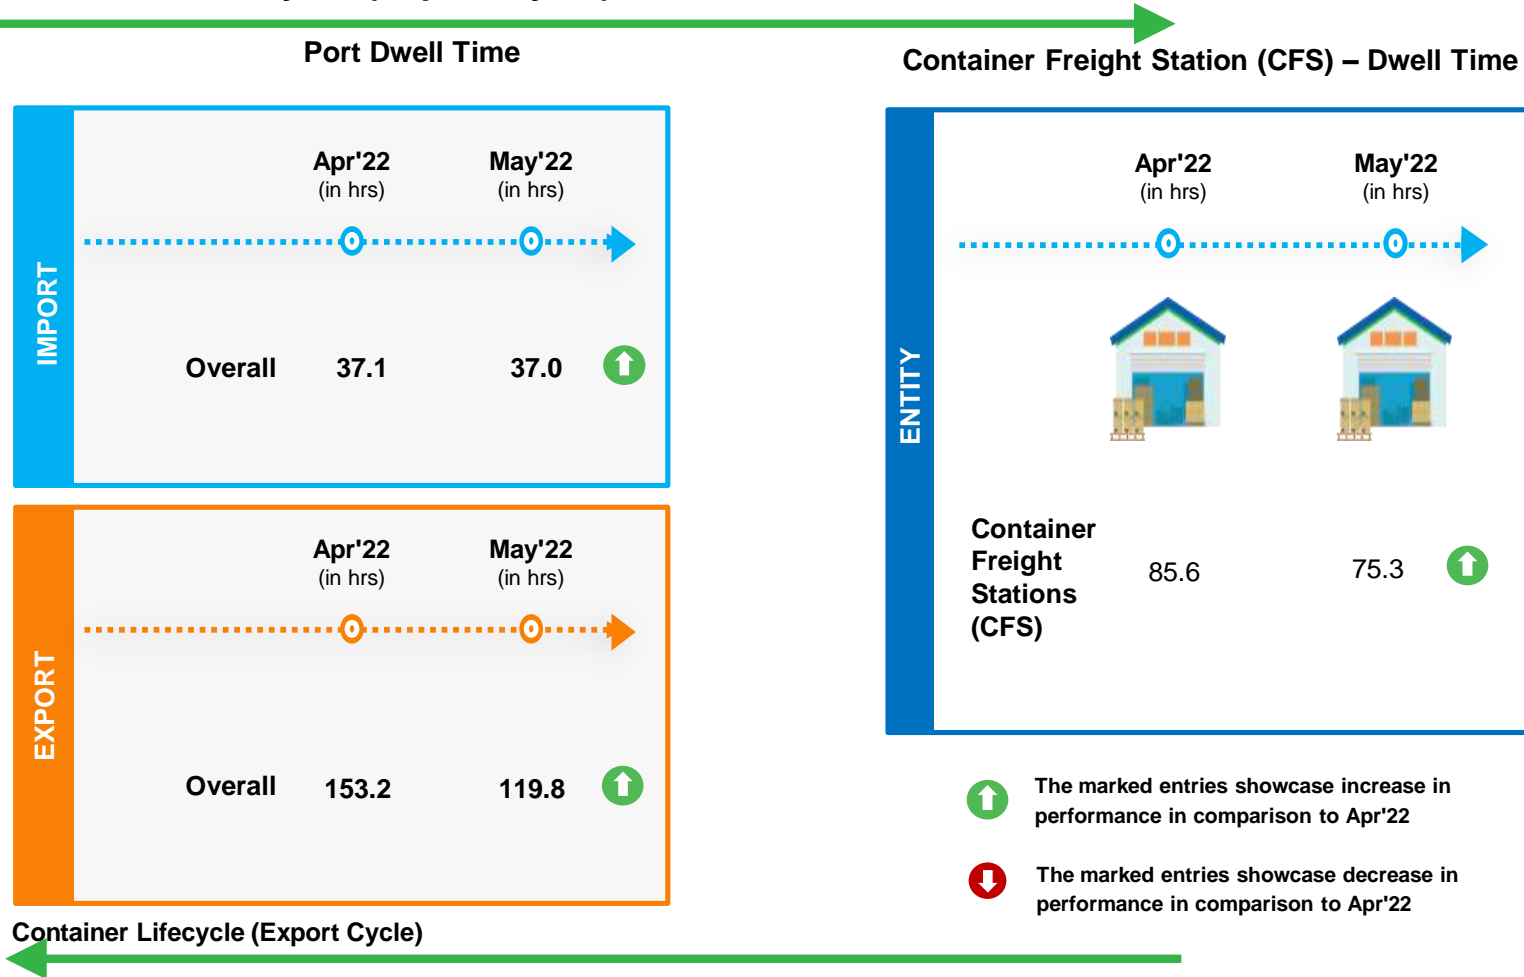 Port Dwell Time
Container Freight Station (CFS) – Dwell Time
IMPORT
Apr'22
(in hrs)
May'22
(in hrs)
Overall 37.1 37.0
EXPORT
Apr'22
(in hrs)
May'22
(in hrs)
Overall 153.2 119.8
ENTITY
Apr'22
(in hrs)
May'22
(in hrs)
Container
Freight
Stations
(CFS)
85.6 75.3
The marked entries showcase increase in
performance in comparison to Apr'22
The marked entries showcase decrease in
performance in comparison to Apr'22
Container Lifecycle (Export Cycle)